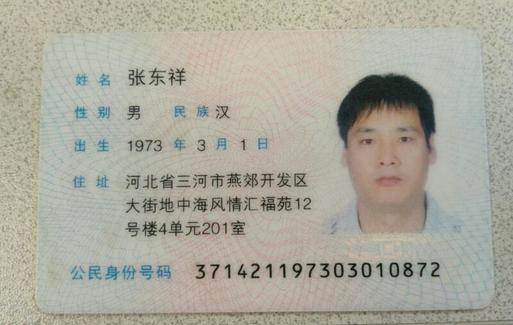 姓名 张东祥
性别 男 民族 汉
出生 1973 年 3 月 1 日
住址 河北省三河市燕郊开发区
大街地中海风情汇福苑12
号楼4单元201室
公民身份号码 371421197303010872